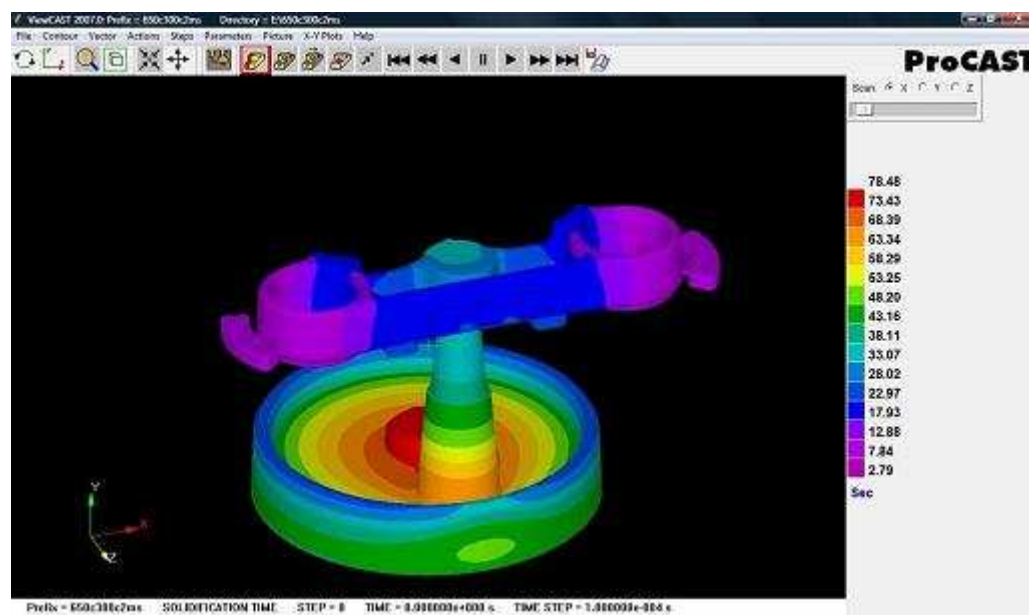 ViewCAST 2007.0: Prefix = 650c300c2ms Directory = E:\650c300c2ms
File Contour Vector Actions Steps Parameters Picture X-Y Plots Help
ProCAST
Scan: X Y Z
78.48
73.43
68.39
63.34
58.29
53.25
48.20
43.16
38.11
33.07
28.02
22.97
17.93
12.88
7.84
2.79
Sec
Y
X
Z
Prefix = 650c300c2ms SOLIDIFICATION TIME STEP = 0 TIME = 0.000000e+000 s TIME STEP = 1.000000e-004 s